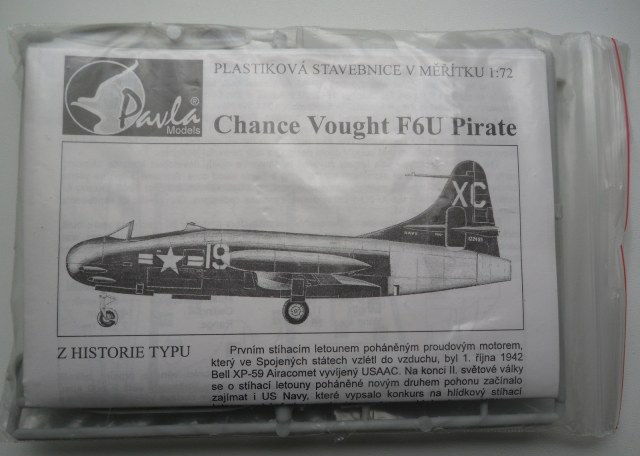 PLASTIKOVÁ STAVEBNICE V MĚŘÍTKU 1:72
Pavla®
Models
Chance Vought F6U Pirate
XC
19
Z HISTORIE TYPU
Prvním stíhacím letounem poháněným proudovým motorem,
který ve Spojených státech vzlétl do vzduchu, byl 1. října 1942
Bell XP-59 Airacomet vyvíjený USAAC. Na konci II. světové války
se o stíhací letouny poháněné novým druhem pohonu začínalo
zajímat i US Navy, které vypsalo konkurs na hlídkový stíhací